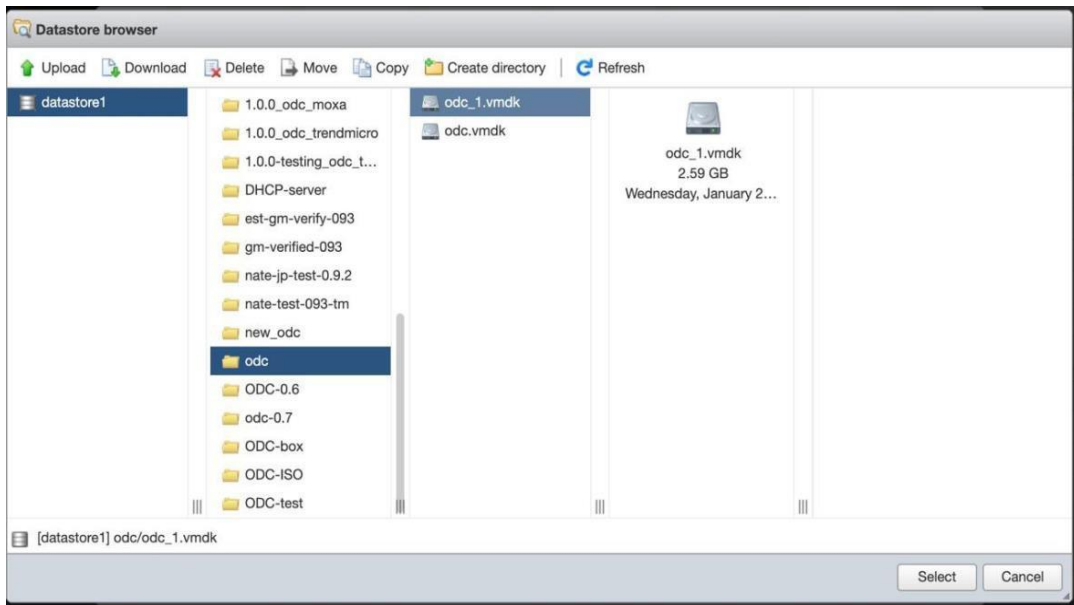 Datastore browser
Upload Download Delete Move Copy Create directory Refresh
datastore1
1.0.0_odc_moxa
1.0.0_odc_trendmicro
1.0.0-testing_odc_t...
DHCP-server
est-gm-verify-093
gm-verified-093
nate-jp-test-0.9.2
nate-test-093-tm
new_odc
odc
ODC-0.6
odc-0.7
ODC-box
ODC-ISO
ODC-test
odc_1.vmdk
odc.vmdk
odc_1.vmdk
2.59 GB
Wednesday, January 2...
[datastore1] odc/odc_1.vmdk
Select Cancel